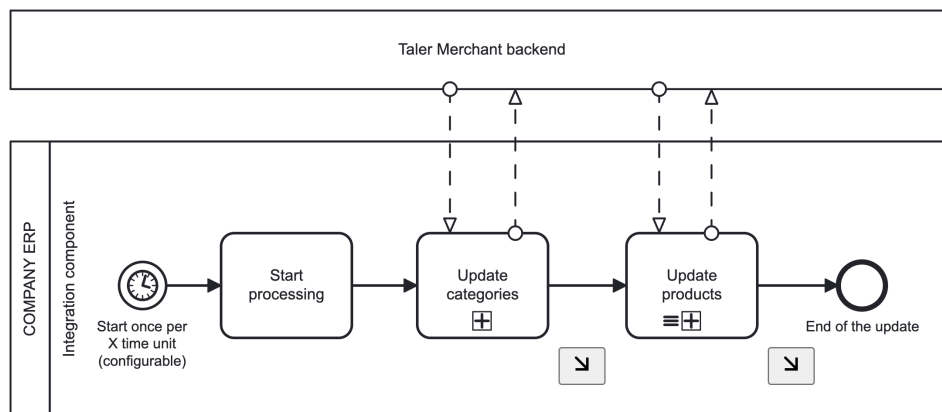 Taler Merchant backend
COMPANY ERP
Integration component
Start once per
X time unit
(configurable)
Start
processing
Update
categories
Update
products
End of the update